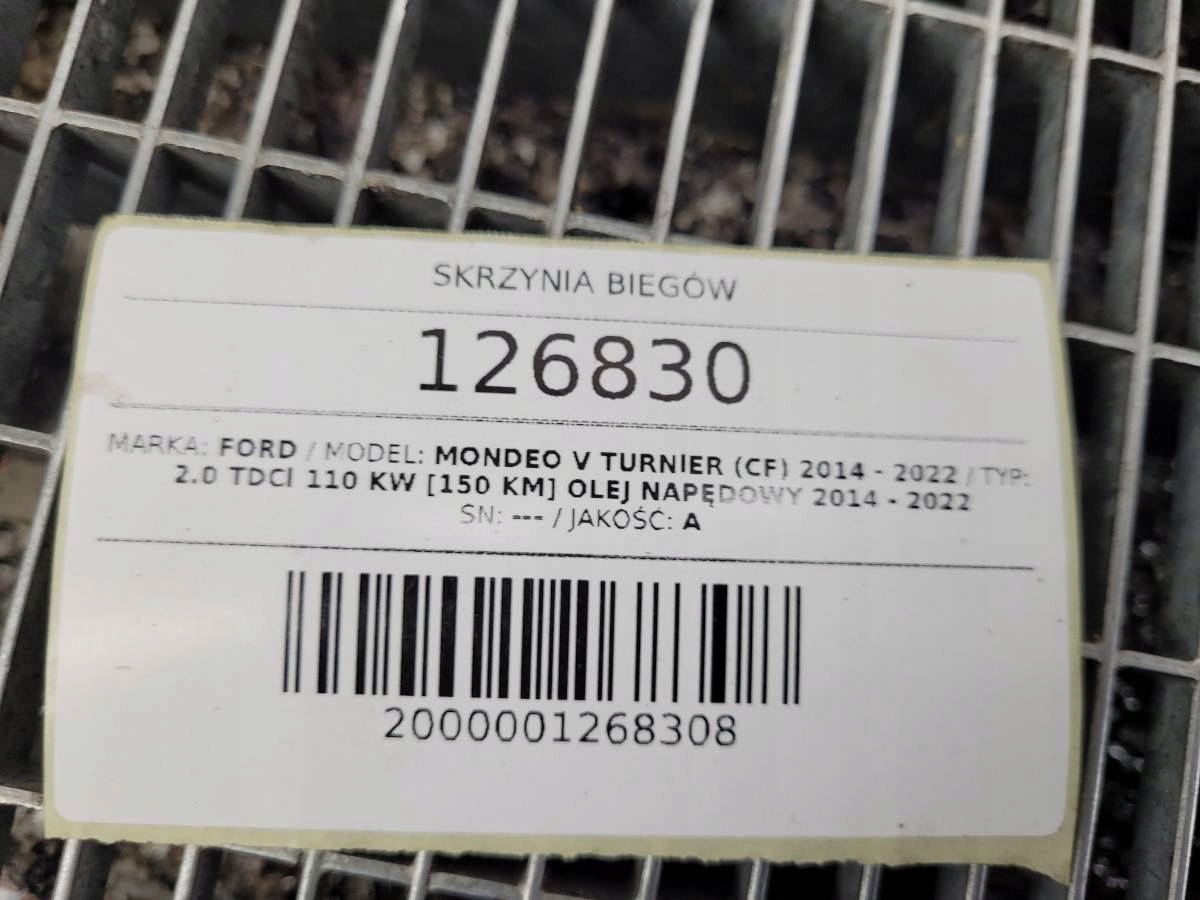 SKRZYNIA BIEGÓW
126830
MARKA: FORD / MODEL: MONDEO V TURNIER (CF) 2014 - 2022 / TYP:
2.0 TDCI 110 KW [150 KM] OLEJ NAPĘDOWY 2014 - 2022
SN: --- / JAKOŚĆ: A
2000001268308